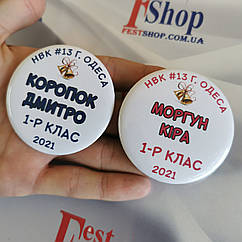 FestShop
FESTSHOP.COM.UA
НВК #13 Г. ОДЕСА
КОРОПОК
ДМИТРО
1-Р КЛАС
2021
НВК #13 Г. ОДЕСА
МОРГУН
КІРА
1-Р КЛАС
2021
Fest